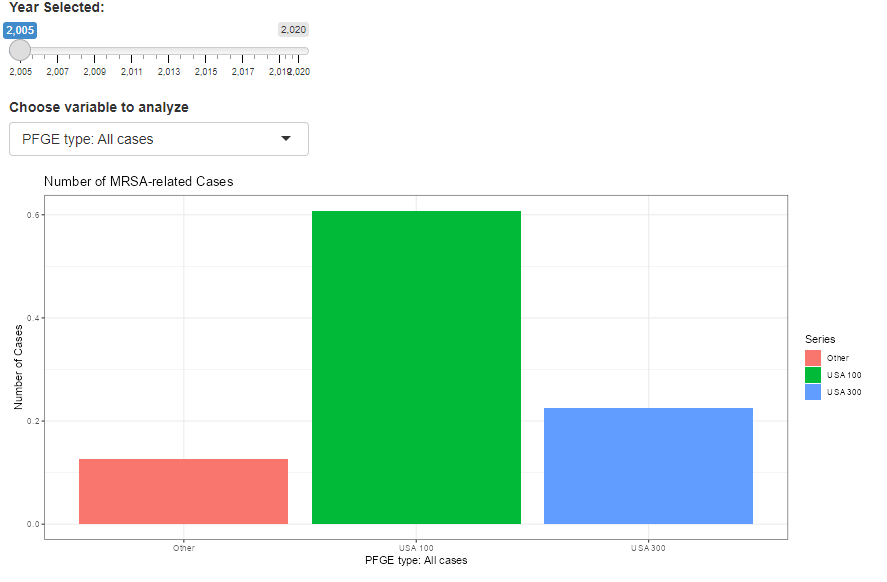 Year Selected:
2,005
2,020
2,005 2,007 2,009 2,011 2,013 2,015 2,017 2,019 2,020
Choose variable to analyze
PFGE type: All cases
Number of MRSA-related Cases
0.6
0.4
0.2
0.0
Number of Cases
Other USA 100 USA 300
PFGE type: All cases
Series
Other
USA 100
USA 300